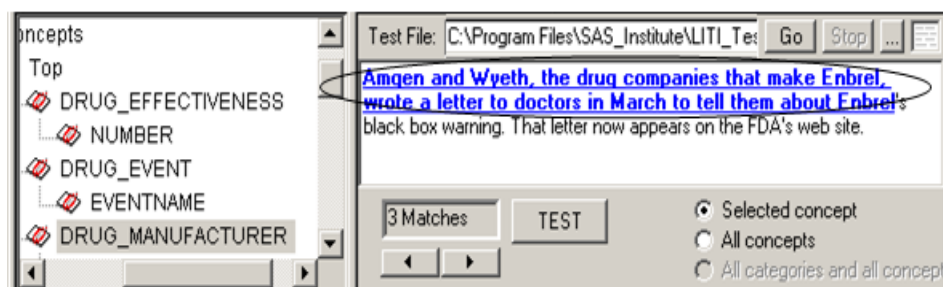 oncepts
Top
DRUG_EFFECTIVENESS
NUMBER
DRUG_EVENT
EVENTNAME
DRUG_MANUFACTURER
Test File: C:\Program Files\SAS_Institute\LITI_Tes Go Stop ...
Amgen and Wyeth, the drug companies that make Enbrel,
wrote a letter to doctors in March to tell them about Enbrel's
black box warning. That letter now appears on the FDA's web site.
3 Matches TEST
Selected concept
All concepts
All categories and all concept